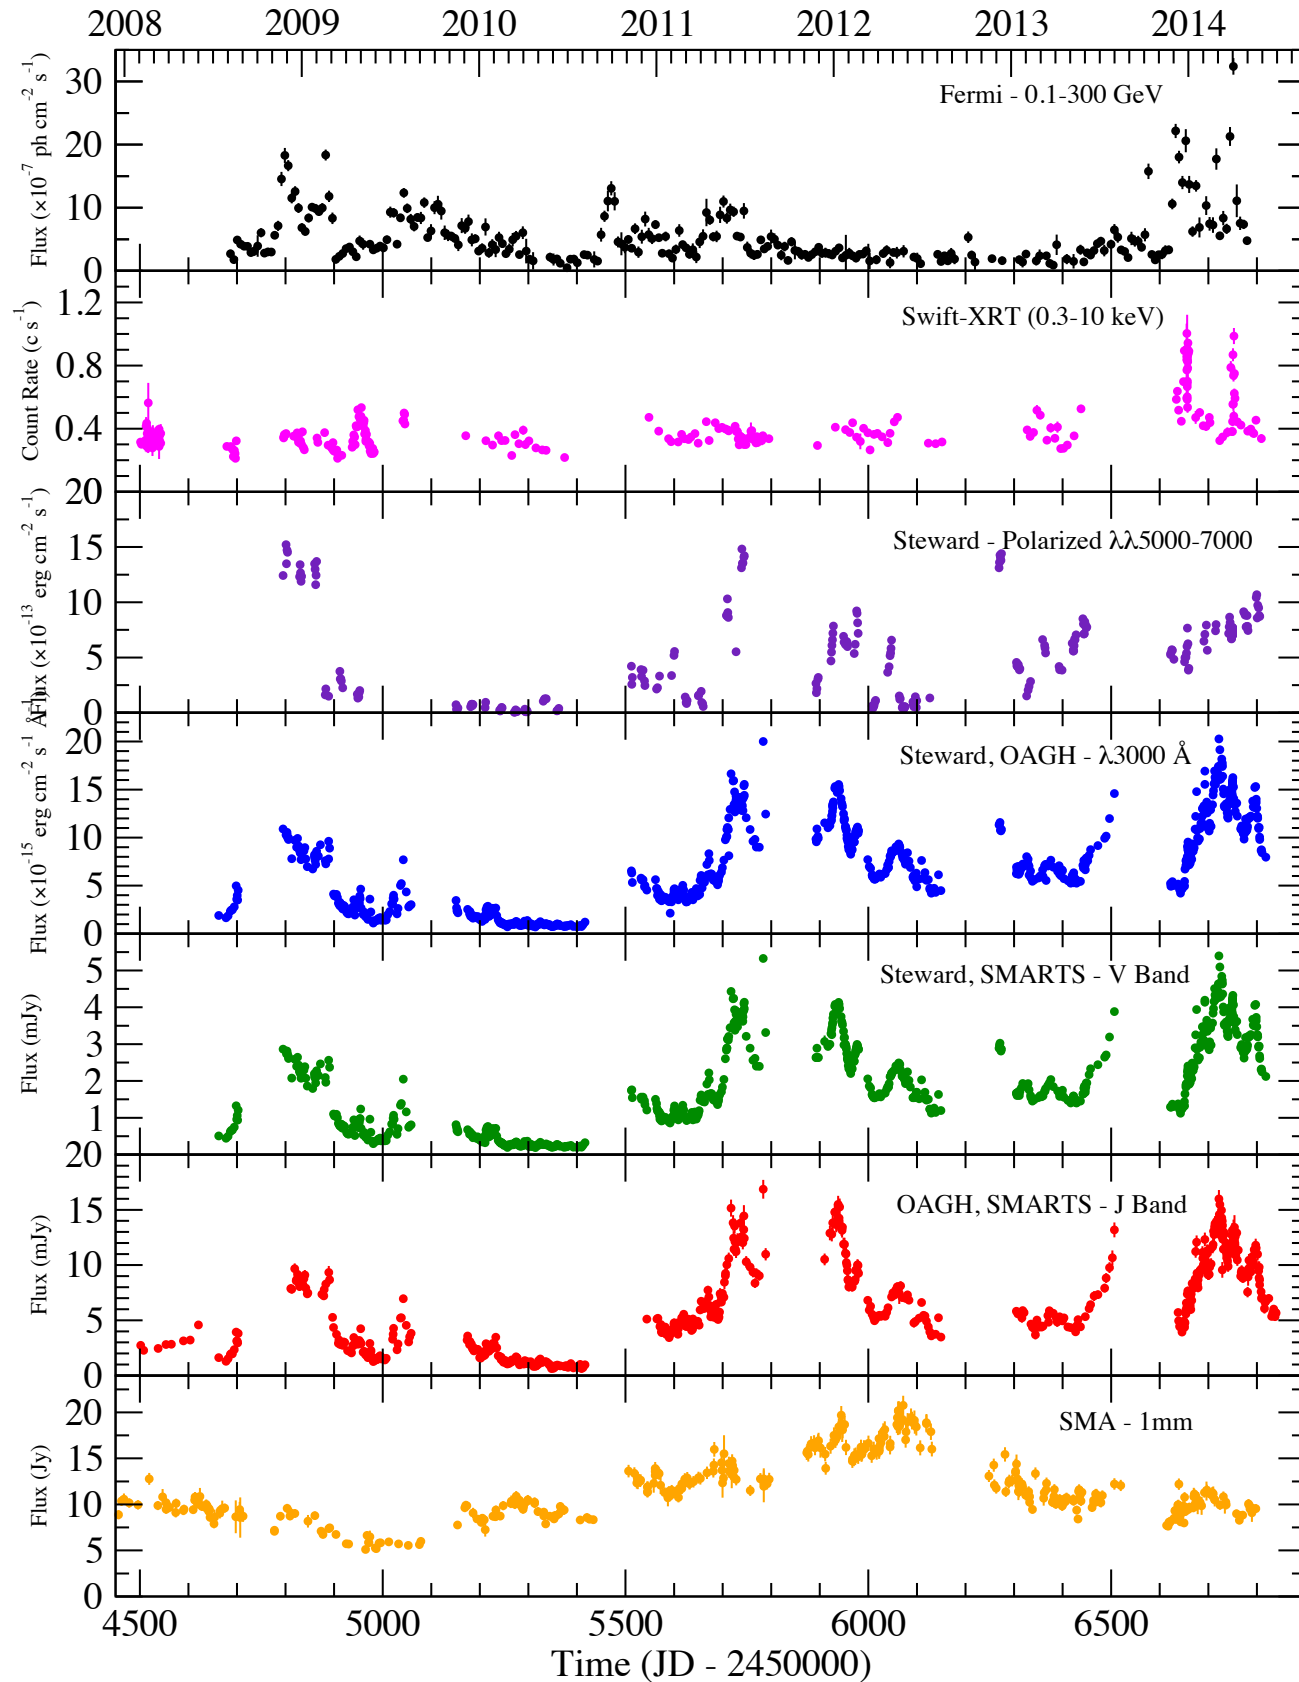 2008 2009 2010 2011 2012 2013 2014
Flux (×10⁻⁷ ph cm⁻² s⁻¹)
30
20
10
0
Fermi - 0.1-300 GeV
Count Rate (c s⁻¹)
1.2
0.8
0.4
Swift-XRT (0.3-10 keV)
Flux (×10⁻¹³ erg cm⁻² s⁻¹)
20
15
10
5
0
Steward - Polarized λλ5000-7000
Flux (×10⁻¹⁵ erg cm⁻² s⁻¹ Å⁻¹)
20
15
10
5
0
Steward, OAGH - λ3000 Å
Flux (mJy)
5
4
3
2
1
Steward, SMARTS - V Band
Flux (mJy)
20
15
10
5
0
OAGH, SMARTS - J Band
Flux (Jy)
20
15
10
5
0
SMA - 1mm
4500 5000 5500 6000 6500
Time (JD - 2450000)